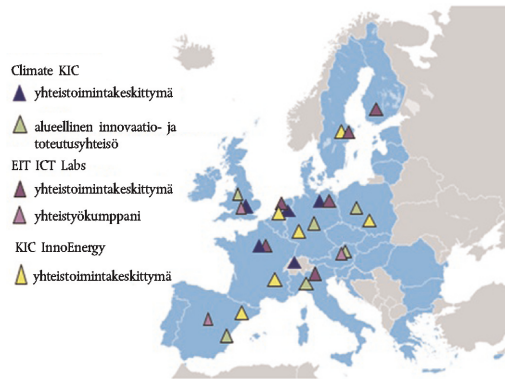 Climate KIC
yhteistoimintakeskittymä
alueellinen innovaatio- ja
toteutusyhteisö
EIT ICT Labs
yhteistoimintakeskittymä
yhteistyökumppani
KIC InnoEnergy
yhteistoimintakeskittymä